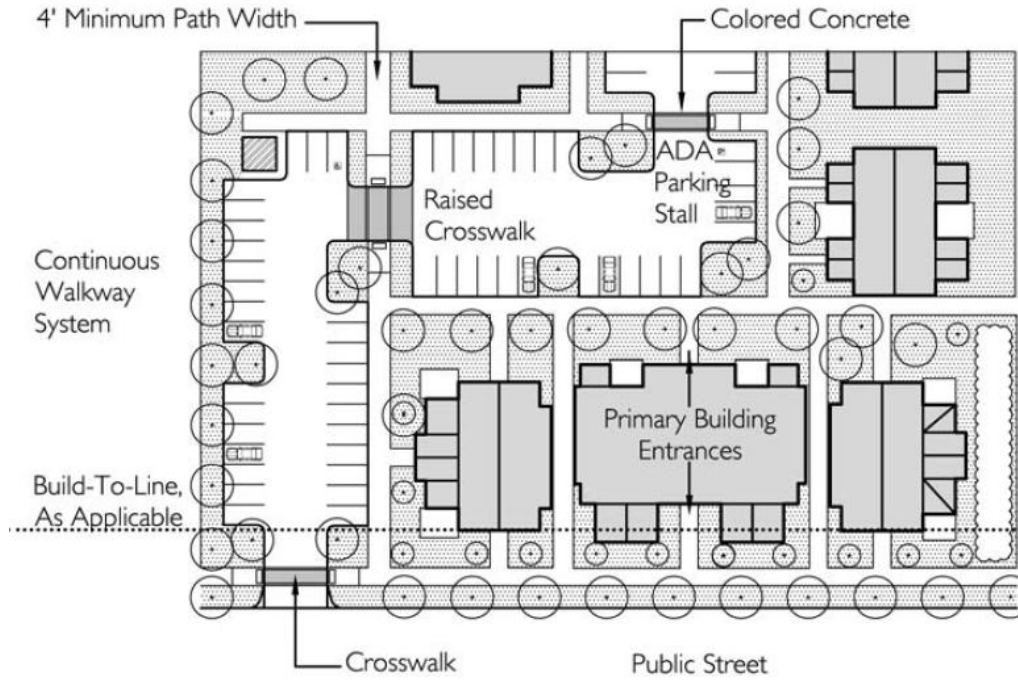 4' Minimum Path Width
Colored Concrete
ADA
Parking
Stall
Raised
Crosswalk
Continuous
Walkway
System
Primary Building
Entrances
Build-To-Line,
As Applicable
Crosswalk
Public Street